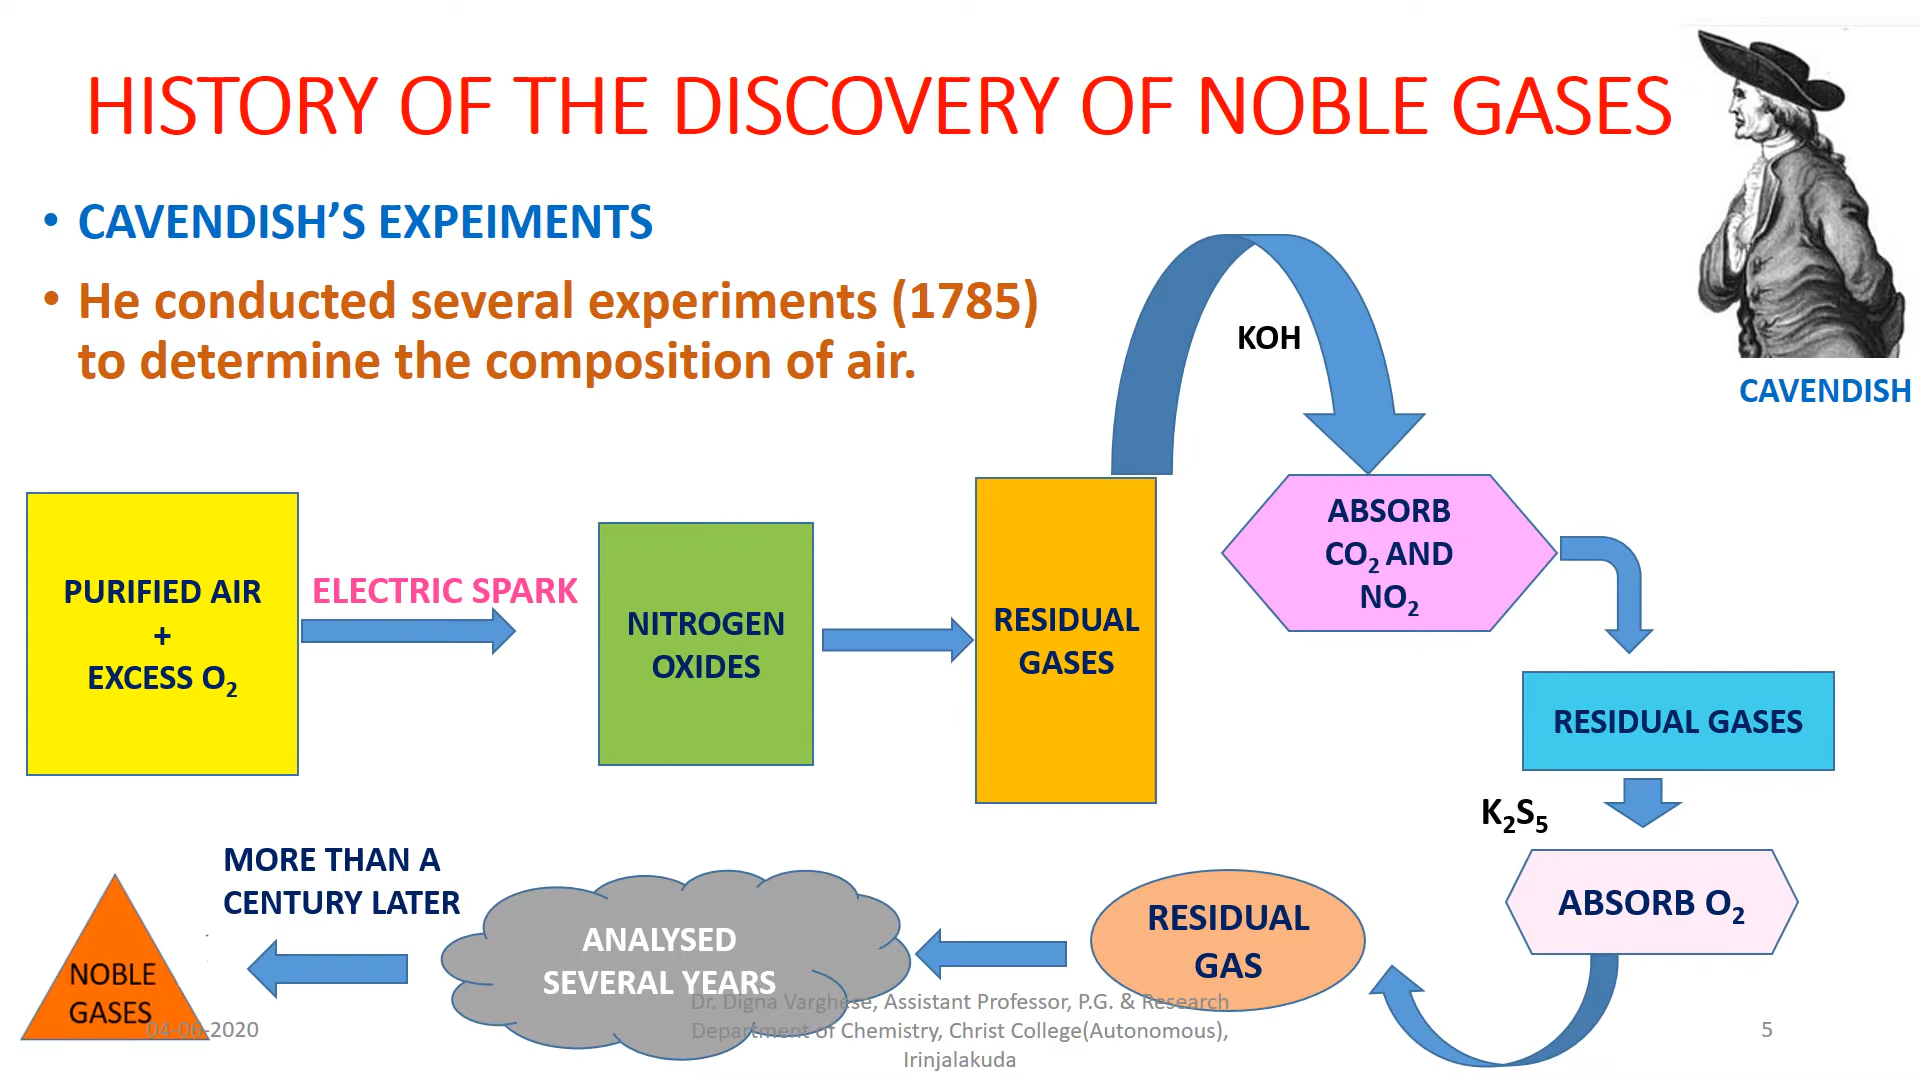 HISTORY OF THE DISCOVERY OF NOBLE GASES
• CAVENDISH’S EXPEIMENTS
• He conducted several experiments (1785)
to determine the composition of air.
CAVENDISH
PURIFIED AIR
+
EXCESS O₂
ELECTRIC SPARK
NITROGEN
OXIDES
RESIDUAL
GASES
KOH
ABSORB
CO₂ AND
NO₂
RESIDUAL GASES
K₂S₅
ABSORB O₂
RESIDUAL
GAS
ANALYSED
SEVERAL YEARS
MORE THAN A
CENTURY LATER
NOBLE
GASES
04-06-2020
Dr. Digna Varghese, Assistant Professor, P.G. & Research
Department of Chemistry, Christ College(Autonomous),
Irinjalakuda
5